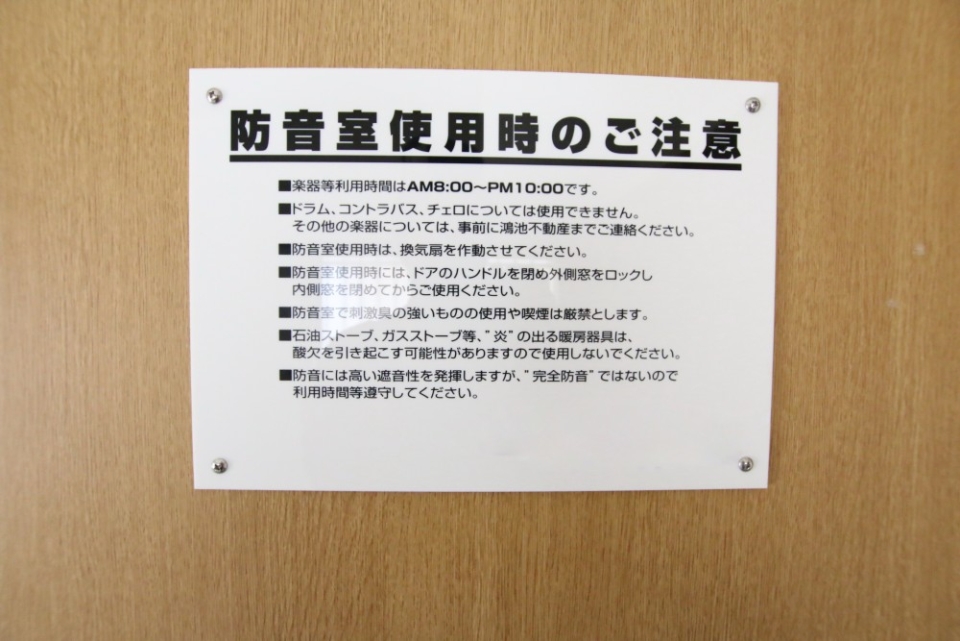 防音室使用時のご注意
■楽器等利用時間はAM8:00～PM10:00です。
■ドラム、コントラバス、チェロについては使用できません。
その他の楽器については、事前に鴻池不動産までご連絡ください。
■防音室使用時は、換気扇を作動させてください。
■防音室使用時には、ドアのハンドルを閉め外側窓をロックし
内側窓を閉めてからご使用ください。
■防音室で刺激臭の強いものの使用や喫煙は厳禁とします。
■石油ストーブ、ガスストーブ等、“炎”の出る暖房器具は、
酸欠を引き起こす可能性がありますので使用しないでください。
■防音には高い遮音性を発揮しますが、“完全防音”ではないので
利用時間等遵守してください。